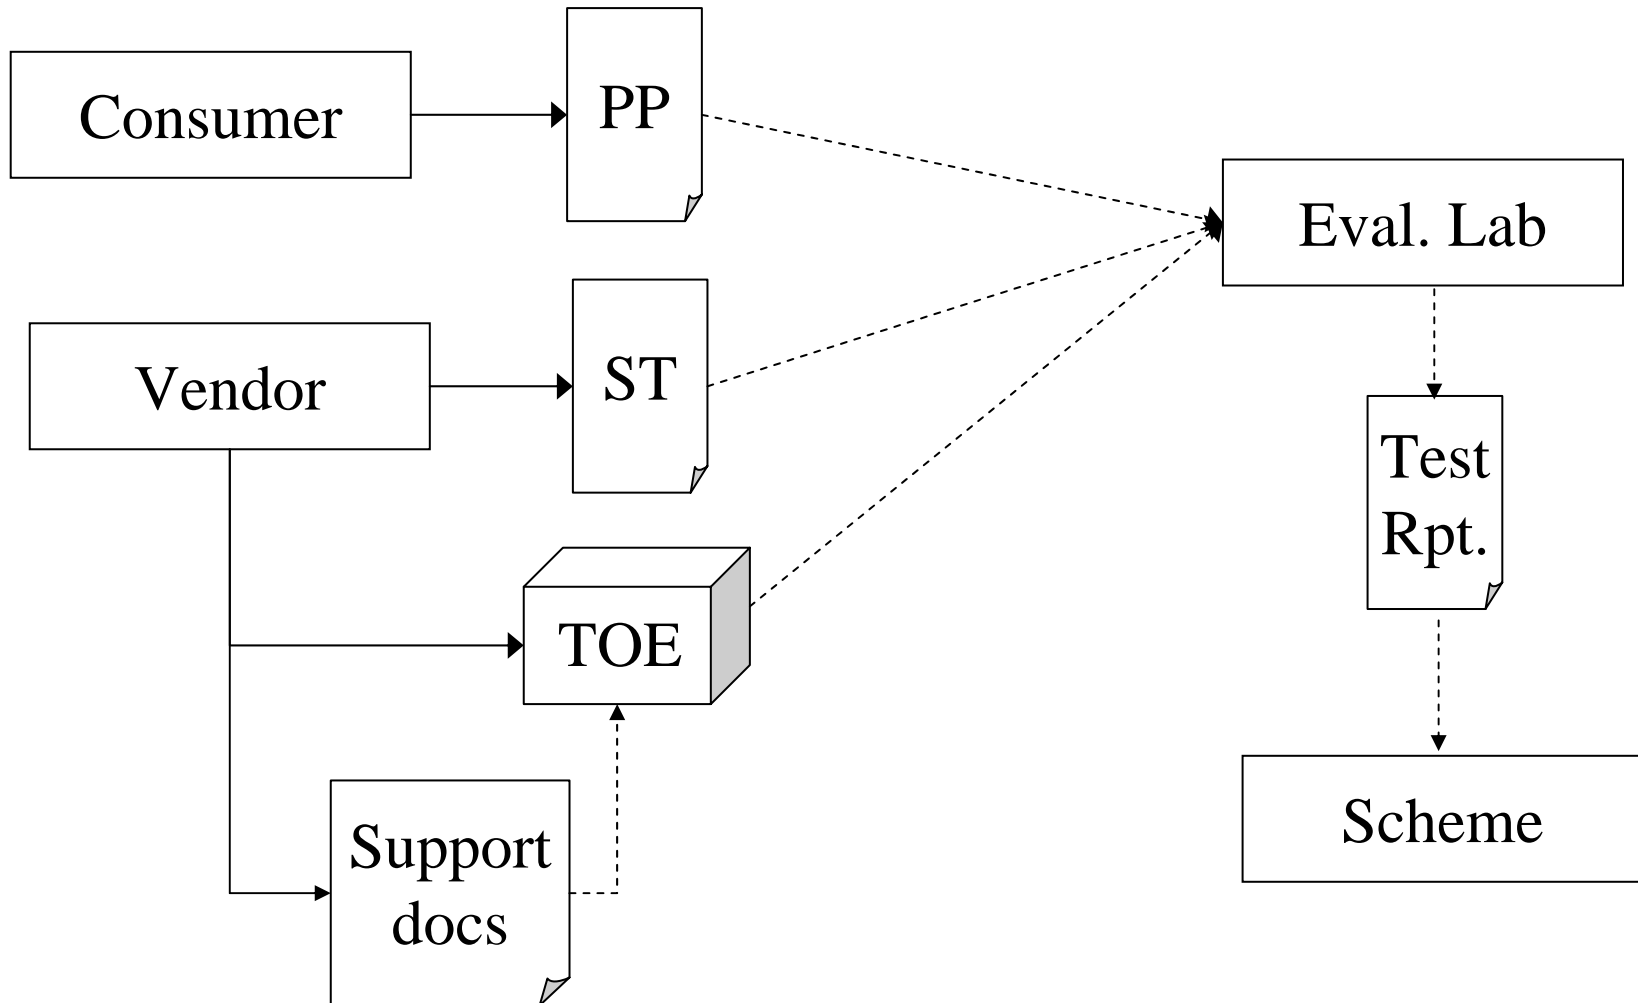 Consumer
PP
Eval. Lab
Vendor
ST
Test
Rpt.
TOE
Support
docs
Scheme